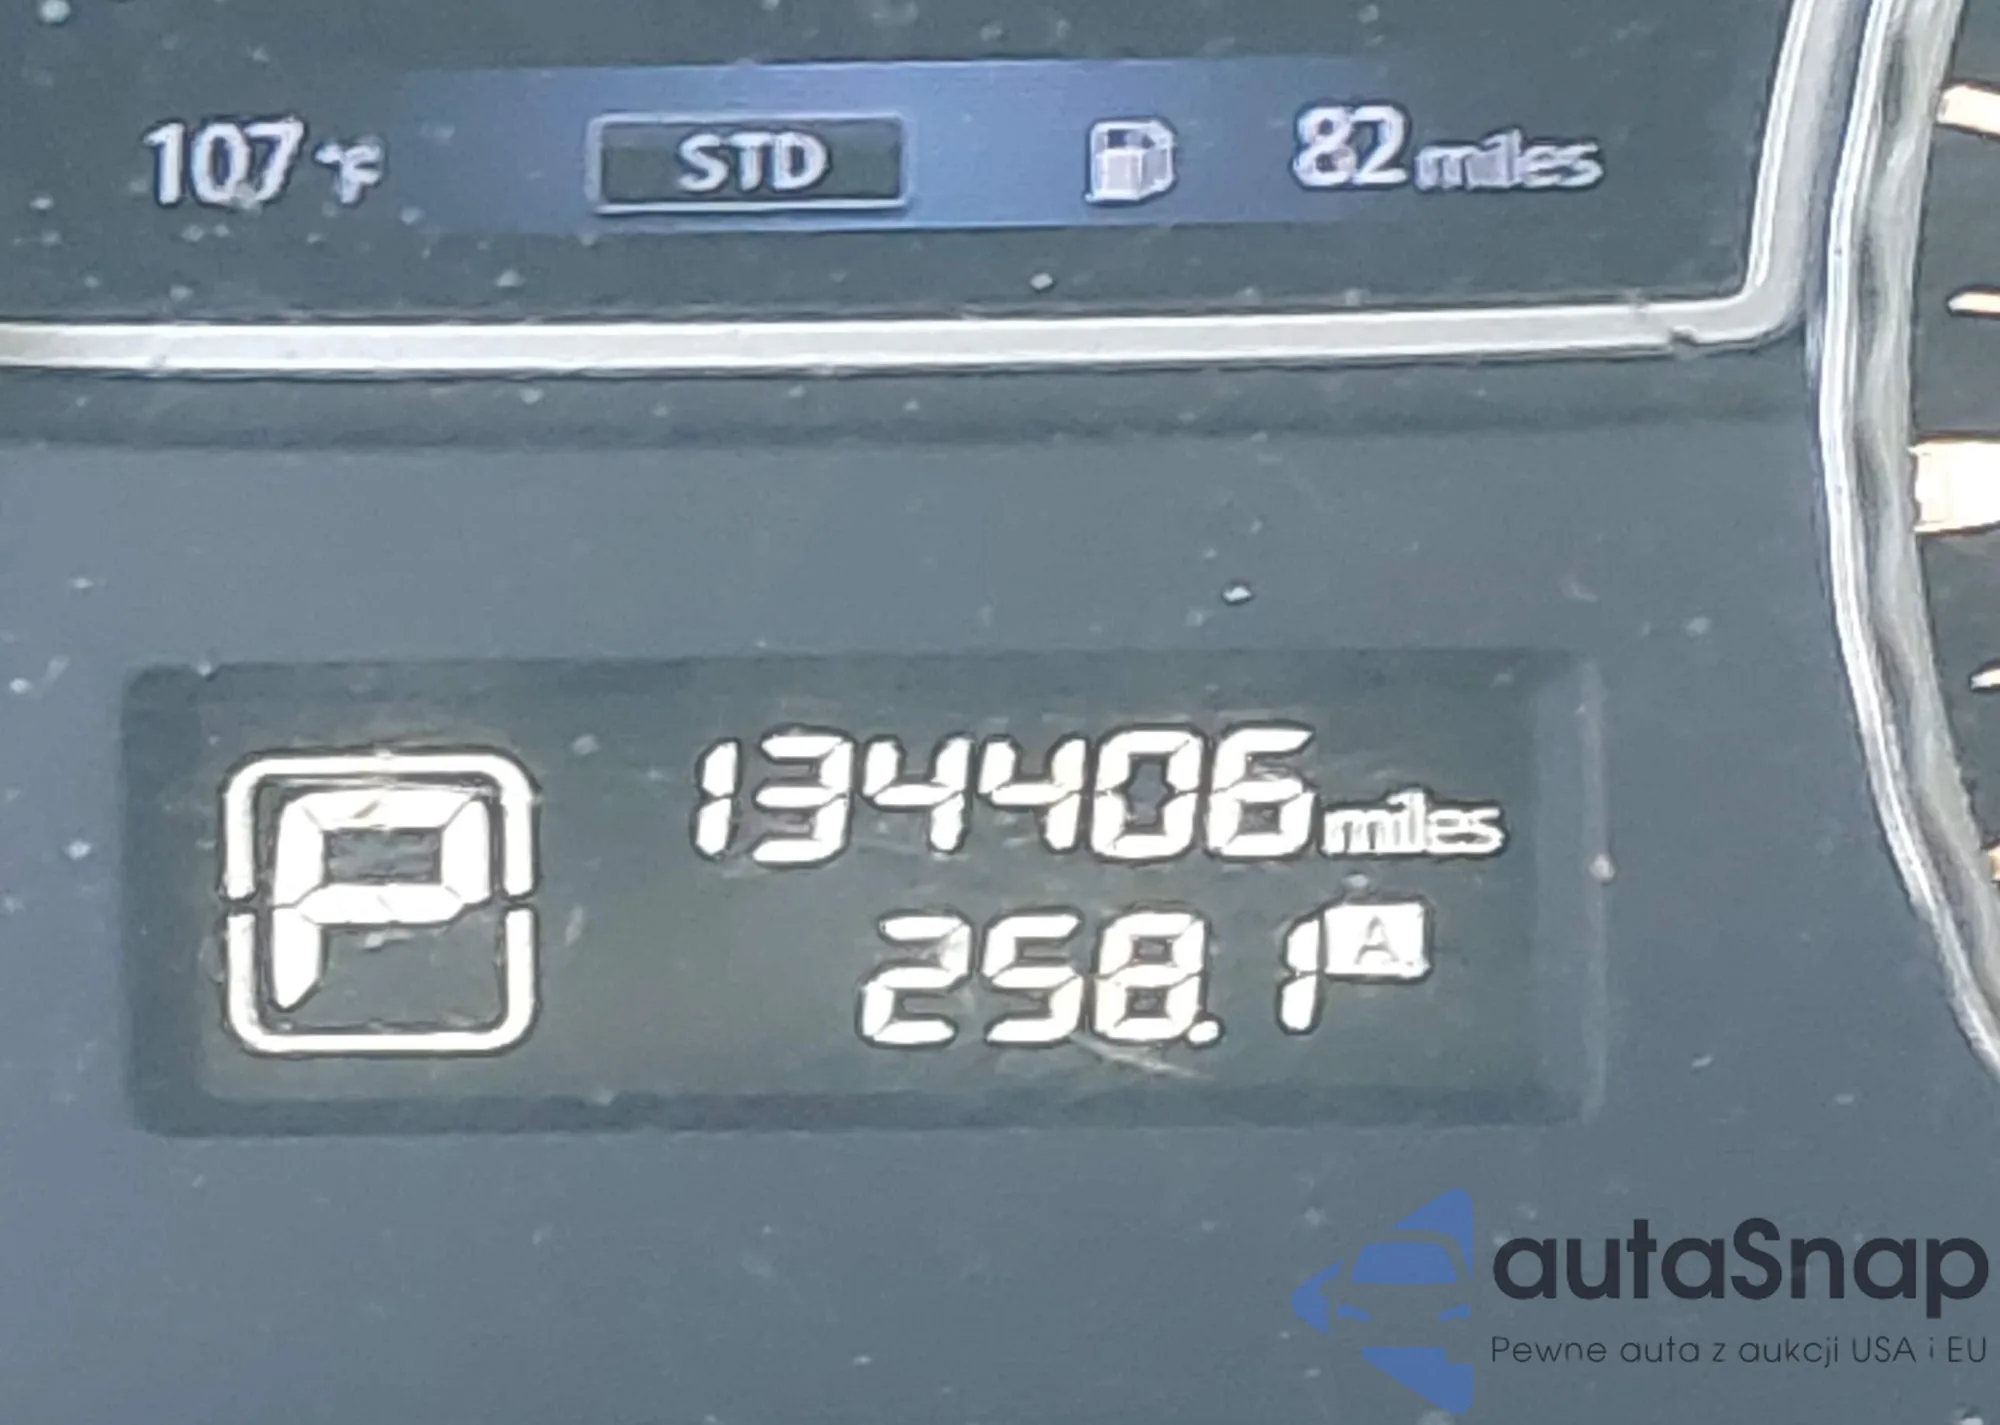 107 °F STD 82 miles
134406 miles
P
258.1 A
autaSnap
Pewne auta z aukcji USA i EU